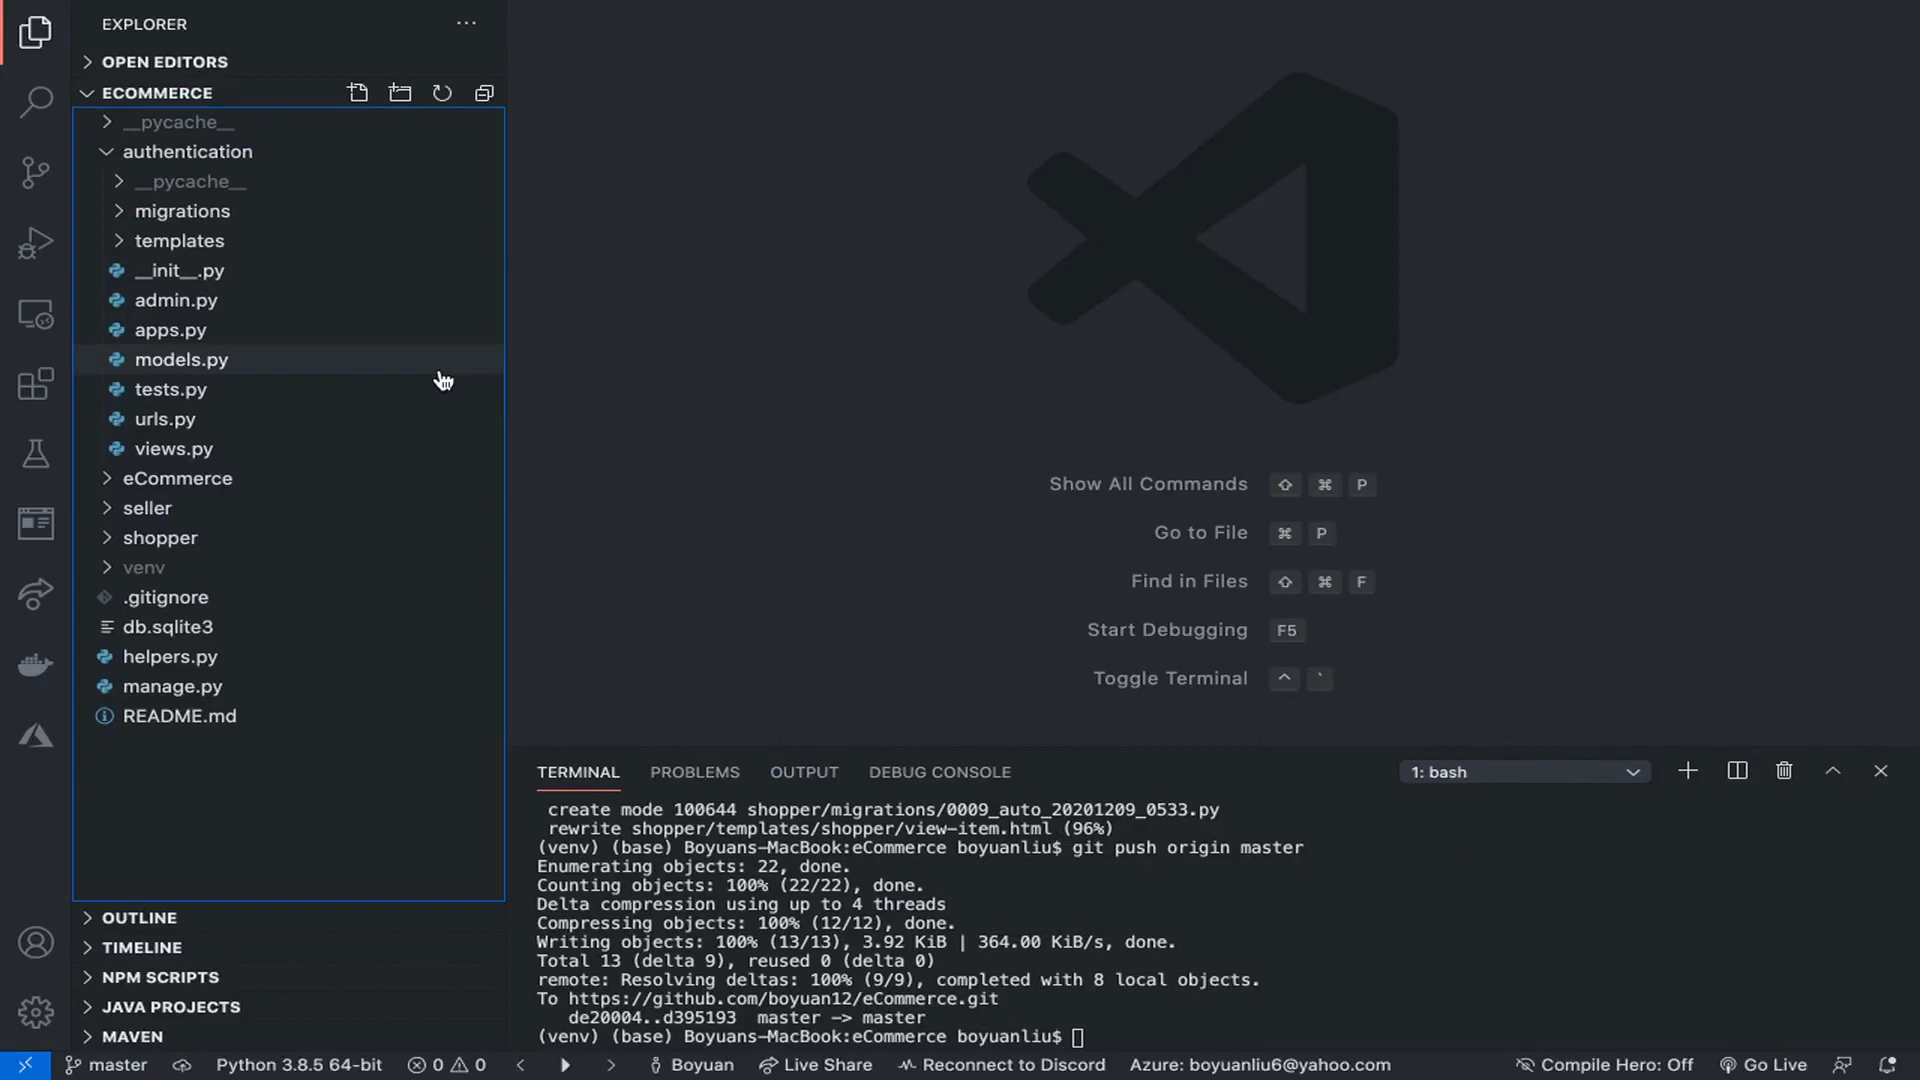 EXPLORER
OPEN EDITORS
ECOMMERCE
__pycache__
authentication
__pycache__
migrations
templates
__init__.py
admin.py
apps.py
models.py
tests.py
urls.py
views.py
eCommerce
seller
shopper
venv
.gitignore
db.sqlite3
helpers.py
manage.py
README.md
OUTLINE
TIMELINE
NPM SCRIPTS
JAVA PROJECTS
MAVEN
Show All Commands ⇧ ⌘ P
Go to File ⌘ P
Find in Files ⇧ ⌘ F
Start Debugging F5
Toggle Terminal ^ `
TERMINAL PROBLEMS OUTPUT DEBUG CONSOLE 1: bash
create mode 100644 shopper/migrations/0009_auto_20201209_0533.py
rewrite shopper/templates/shopper/view-item.html (96%)
(venv) (base) Boyuans-MacBook:eCommerce boyuanliu$ git push origin master
Enumerating objects: 22, done.
Counting objects: 100% (22/22), done.
Delta compression using up to 4 threads
Compressing objects: 100% (12/12), done.
Writing objects: 100% (13/13), 3.92 KiB | 364.00 KiB/s, done.
Total 13 (delta 9), reused 0 (delta 0)
remote: Resolving deltas: 100% (9/9), completed with 8 local objects.
To https://github.com/boyuan12/eCommerce.git
de20004..d395193 master -> master
(venv) (base) Boyuans-MacBook:eCommerce boyuanliu$
master Python 3.8.5 64-bit 0 0 Boyuan Live Share Reconnect to Discord Azure: boyuanliu6@yahoo.com Compile Hero: Off Go Live